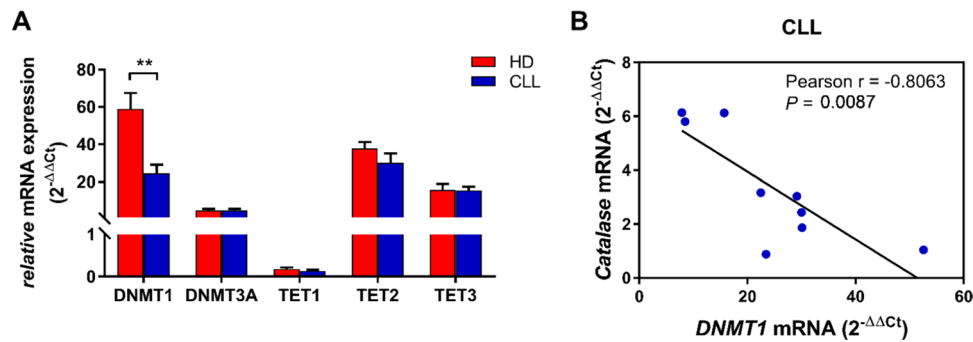 A
relative mRNA expression
(2-ΔΔCt)
80
60
40
20
1
0
**
HD
CLL
DNMT1 DNMT3A TET1 TET2 TET3
B
CLL
Catalase mRNA (2-ΔΔCt)
8
6
4
2
0
Pearson r = -0.8063
P = 0.0087
0 20 40 60
DNMT1 mRNA (2-ΔΔCt)